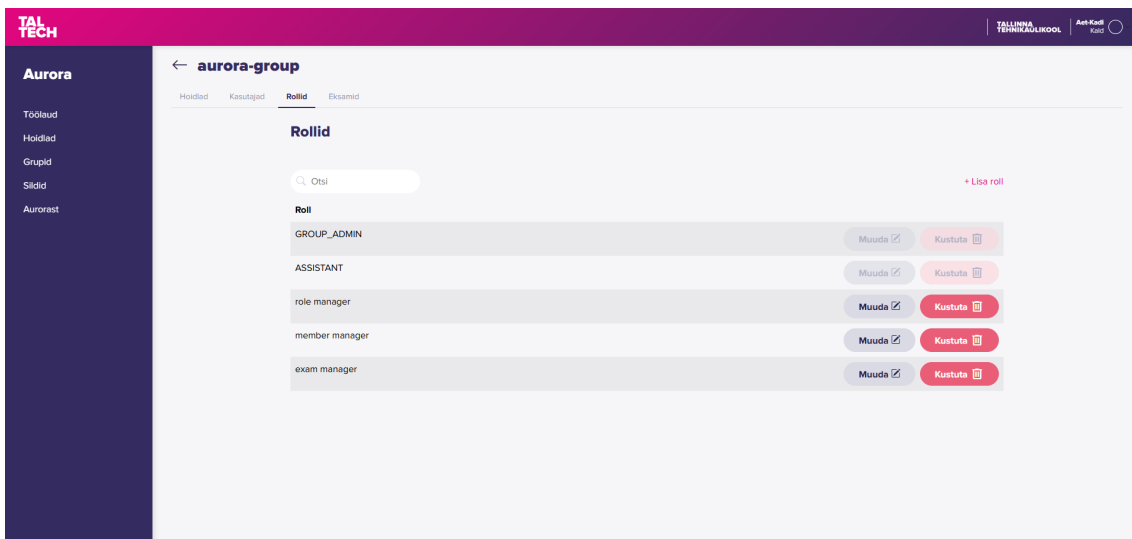 TAL
TECH
TALLINNA
TEHNIKAÜLIKOOL
Aet-Kadi
Kald
Aurora
Töölaud
Hoidlad
Grupid
Sildid
Aurorast
← aurora-group
Hoidlad Kasutajad Rollid Eksamid
Rollid
Otsi
+ Lisa roll
Roll
GROUP_ADMIN Muuda Kustuta
ASSISTANT Muuda Kustuta
role manager Muuda Kustuta
member manager Muuda Kustuta
exam manager Muuda Kustuta